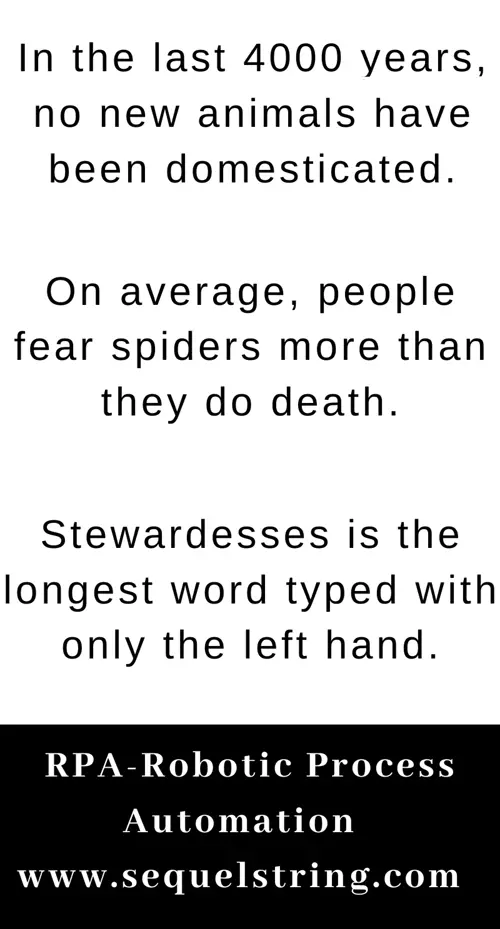 In the last 4000 years,
no new animals have
been domesticated.
On average, people
fear spiders more than
they do death.
Stewardesses is the
longest word typed with
only the left hand.
RPA-Robotic Process
Automation
www.sequelstring.com